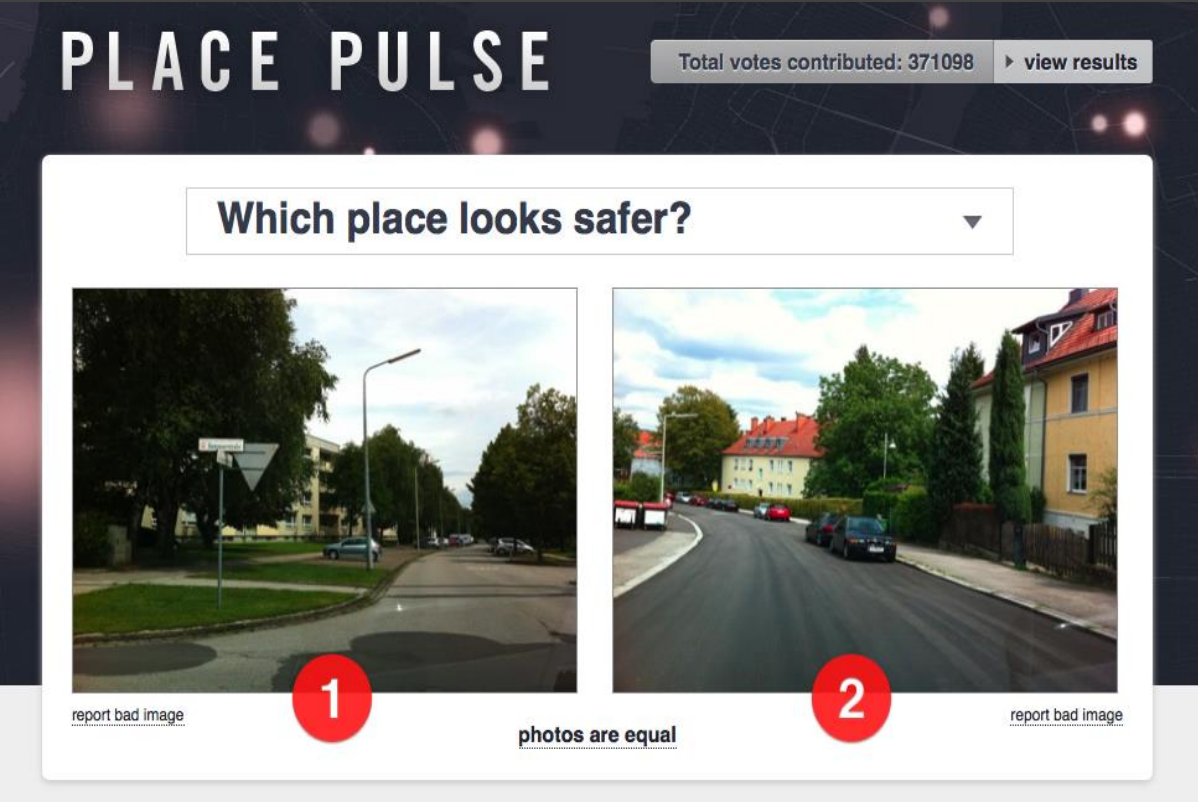 PLACE PULSE
Total votes contributed: 371098
view results
Which place looks safer?
1
2
report bad image
report bad image
photos are equal